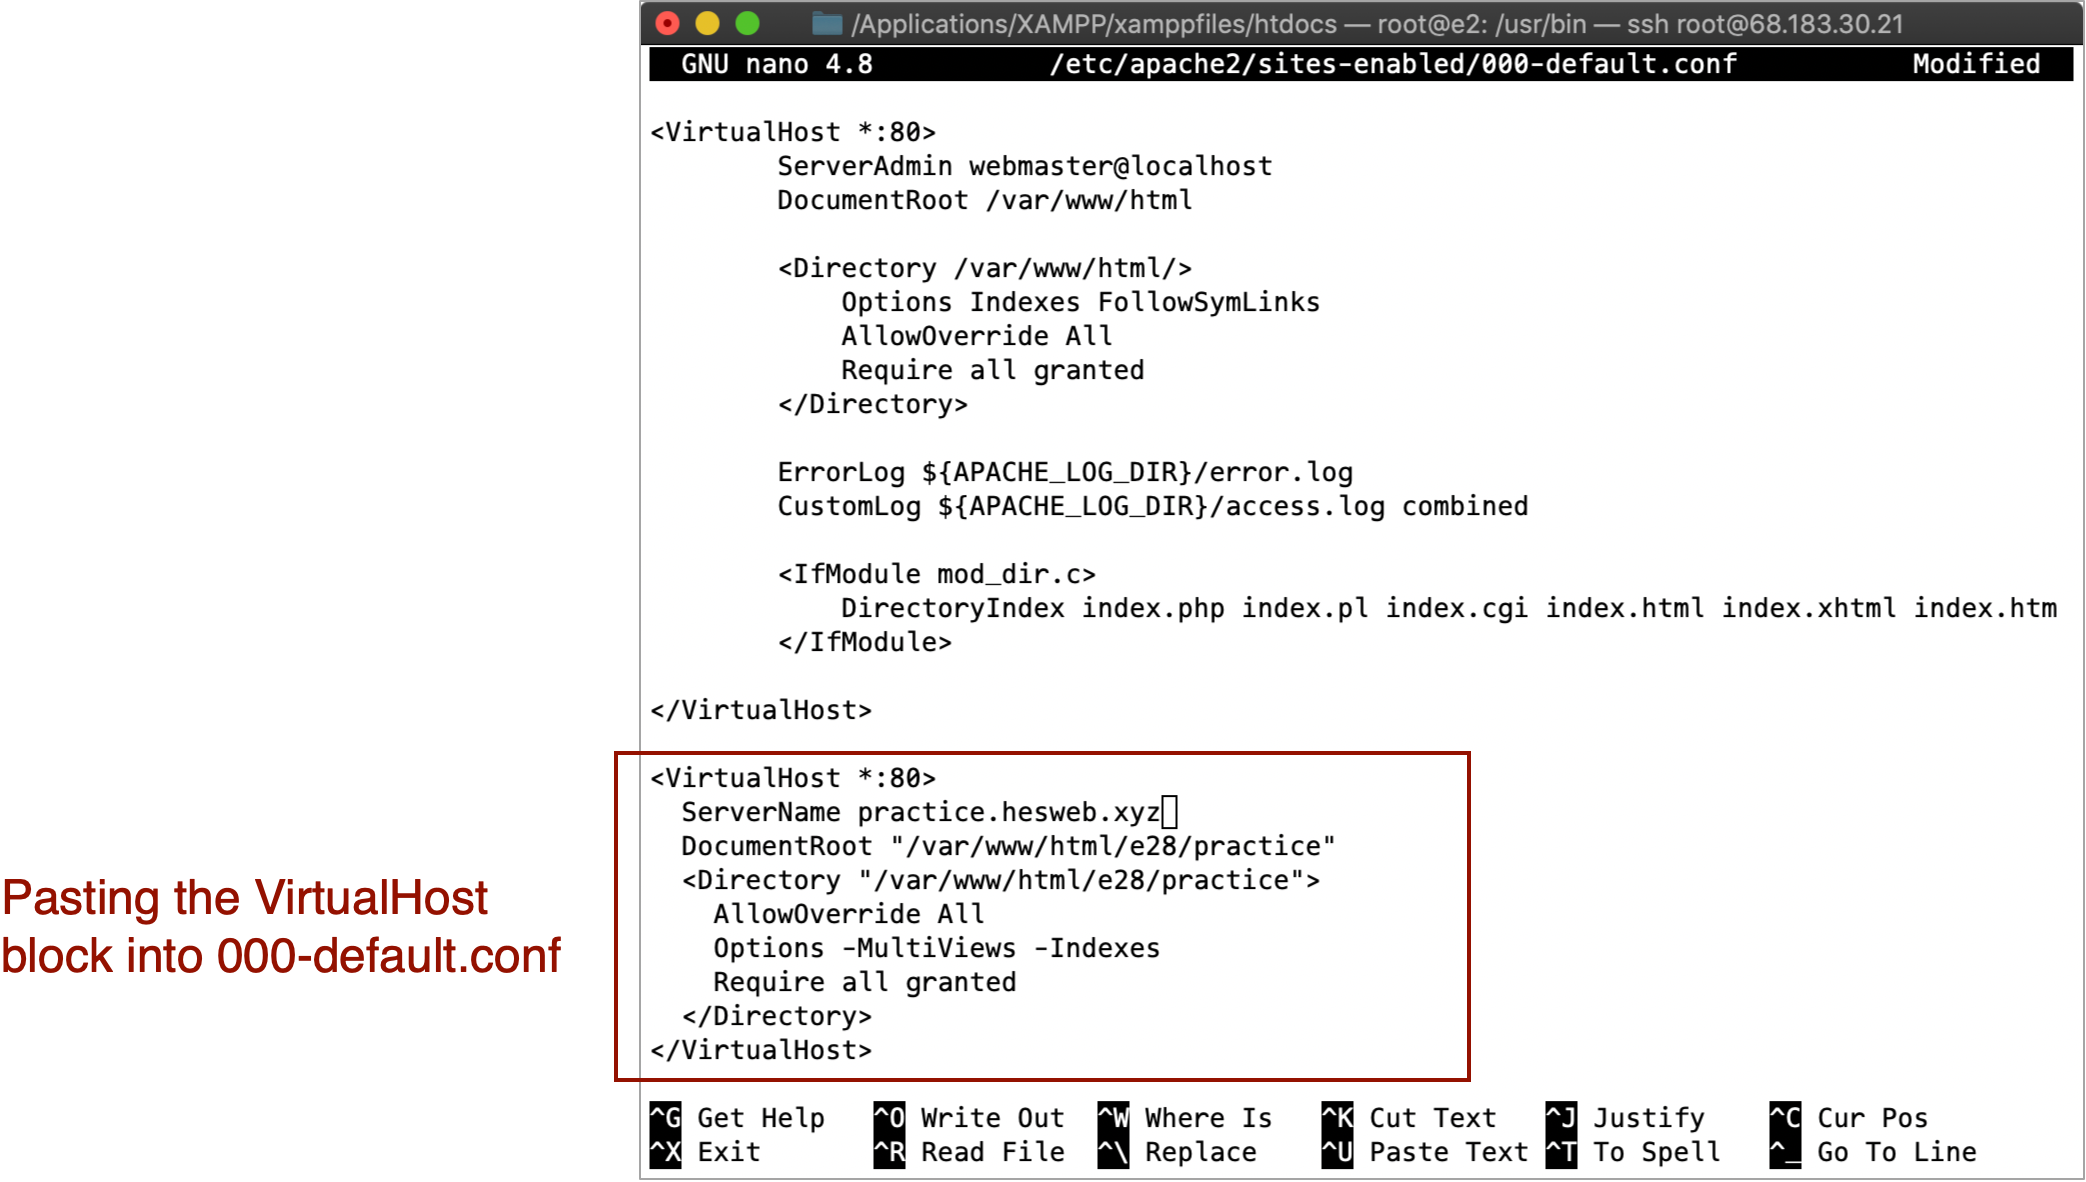 /Applications/XAMPP/xamppfiles/htdocs — root@e2: /usr/bin — ssh root@68.183.30.21
GNU nano 4.8 /etc/apache2/sites-enabled/000-default.conf Modified
<VirtualHost *:80>
ServerAdmin webmaster@localhost
DocumentRoot /var/www/html
<Directory /var/www/html/>
Options Indexes FollowSymLinks
AllowOverride All
Require all granted
</Directory>
ErrorLog ${APACHE_LOG_DIR}/error.log
CustomLog ${APACHE_LOG_DIR}/access.log combined
<IfModule mod_dir.c>
DirectoryIndex index.php index.pl index.cgi index.html index.xhtml index.htm
</IfModule>
</VirtualHost>
<VirtualHost *:80>
ServerName practice.hesweb.xyz
DocumentRoot "/var/www/html/e28/practice"
<Directory "/var/www/html/e28/practice">
AllowOverride All
Options -MultiViews -Indexes
Require all granted
</Directory>
</VirtualHost>
Pasting the VirtualHost
block into 000-default.conf
^G Get Help ^O Write Out ^W Where Is ^K Cut Text ^J Justify ^C Cur Pos
^X Exit ^R Read File ^\ Replace ^U Paste Text ^T To Spell ^_ Go To Line